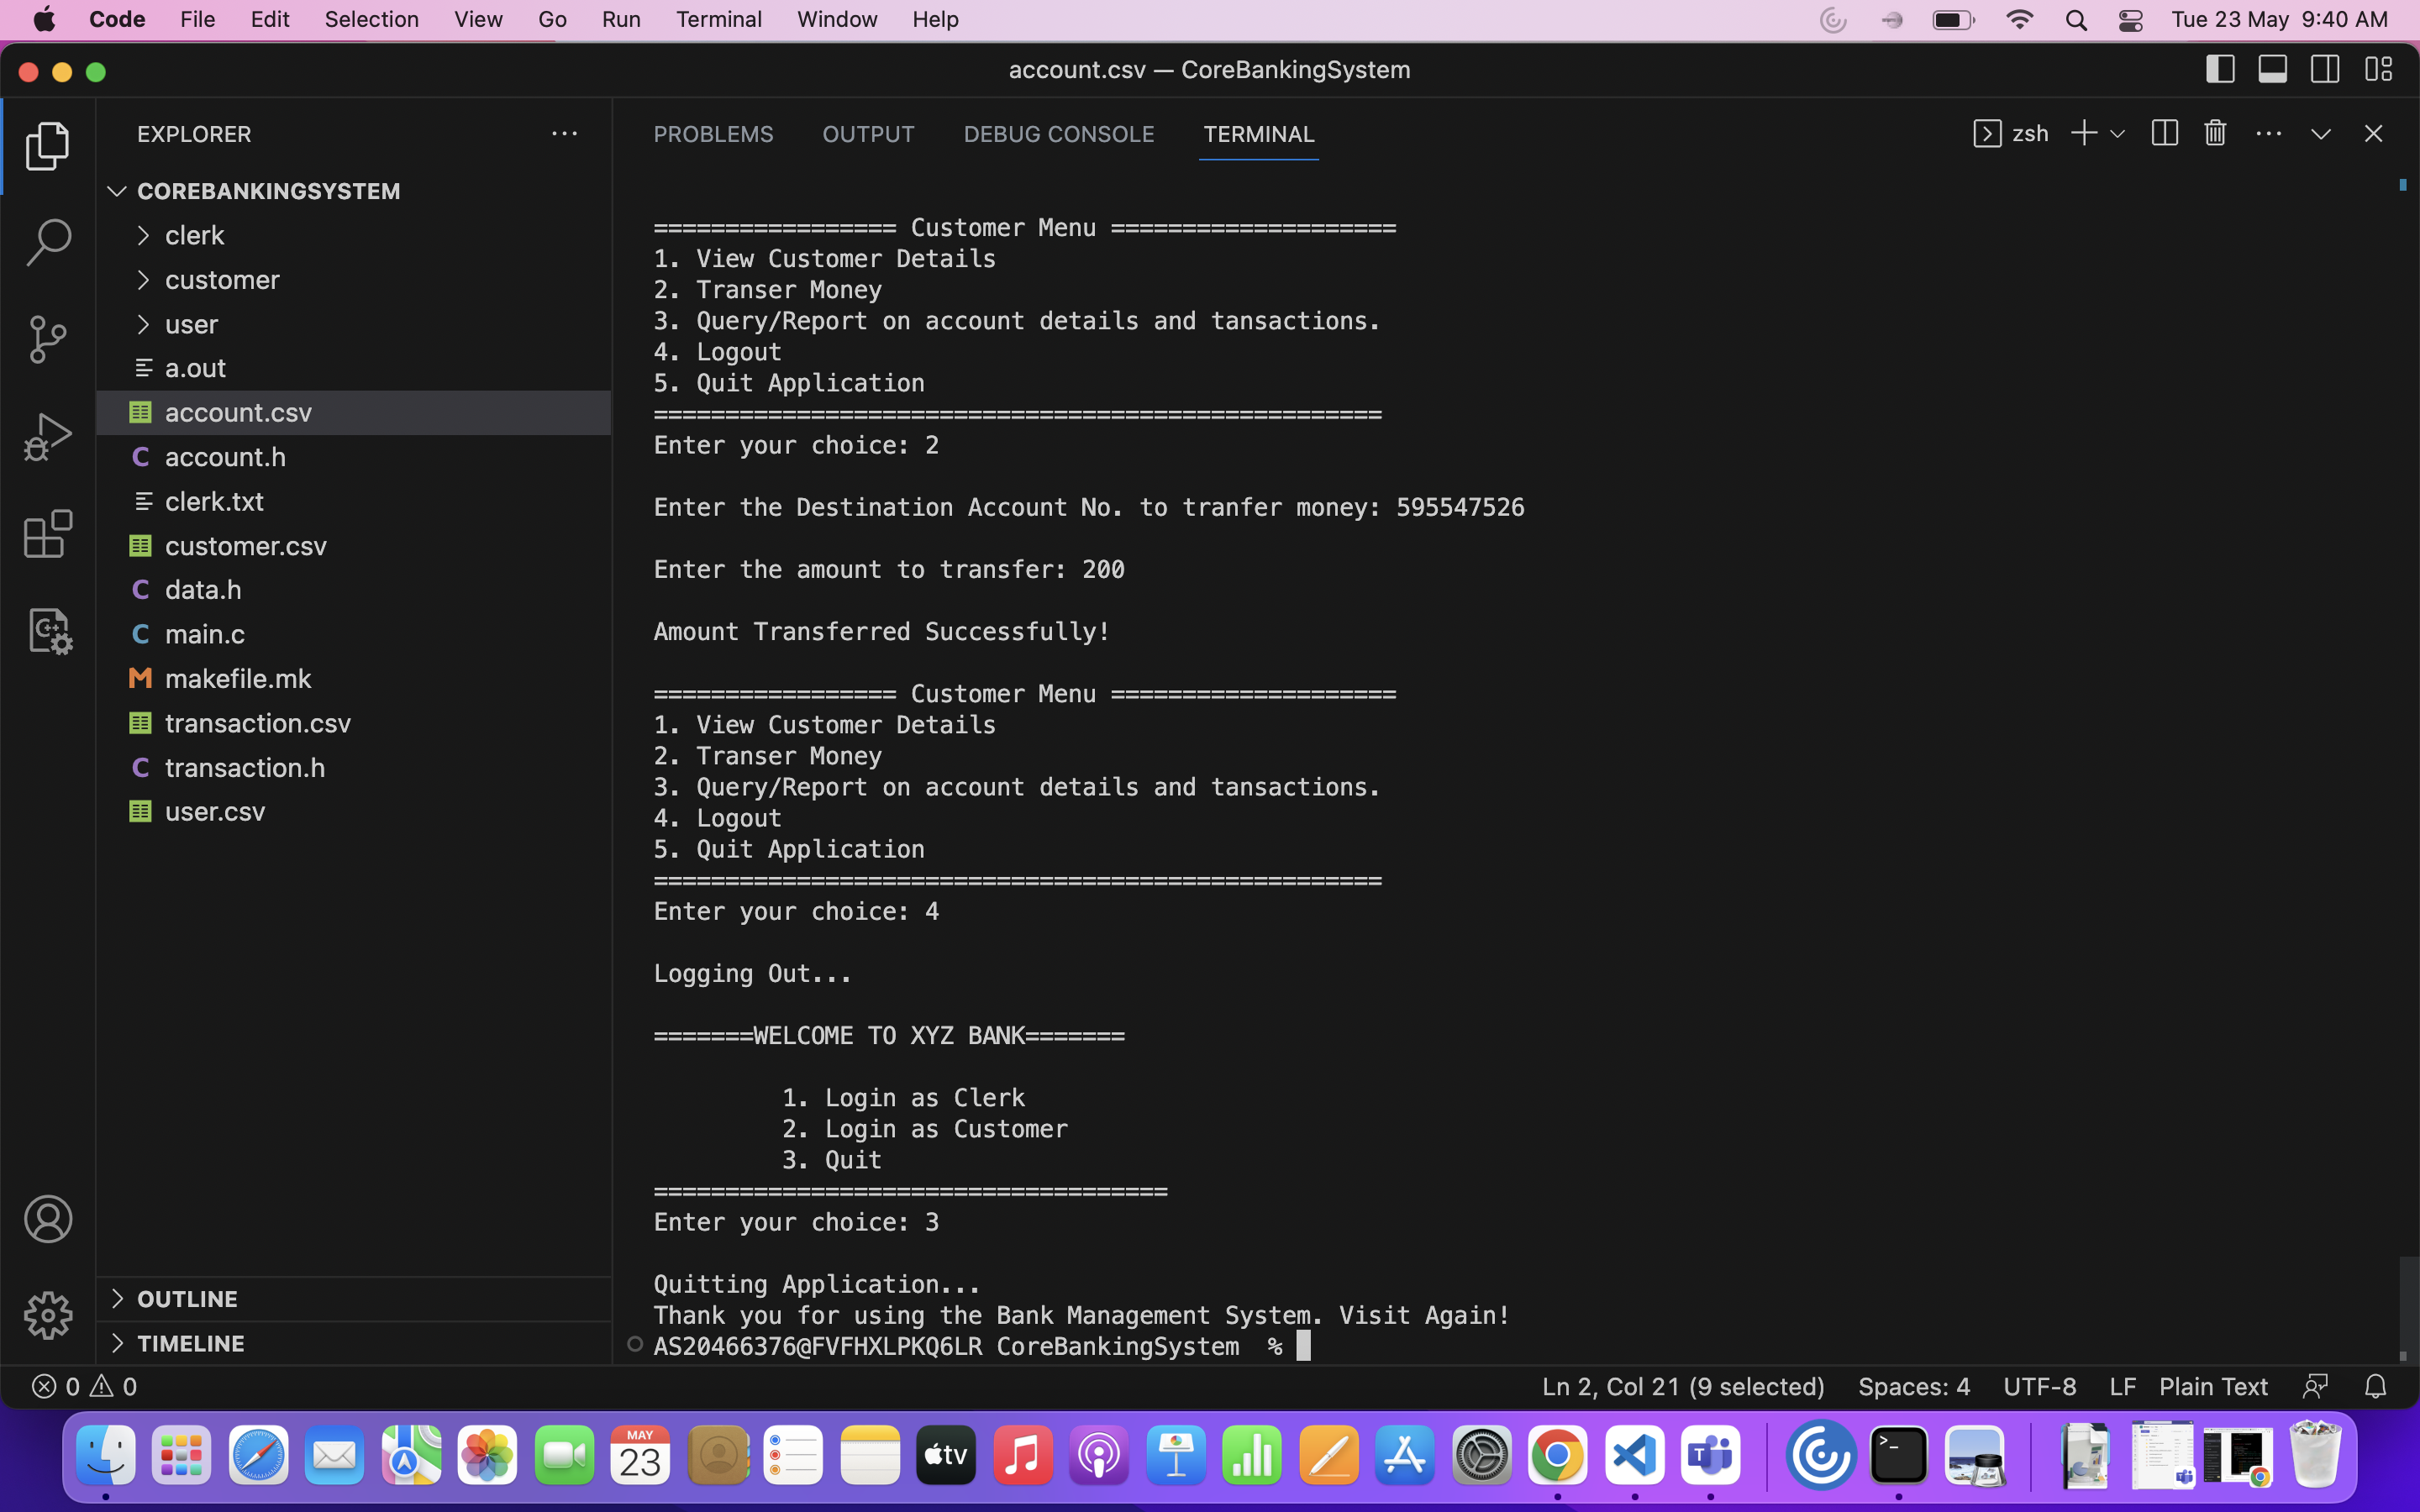 Code File Edit Selection View Go Run Terminal Window Help Tue 23 May 9:40 AM
account.csv — CoreBankingSystem
EXPLORER
COREBANKINGSYSTEM
clerk
customer
user
a.out
account.csv
account.h
clerk.txt
customer.csv
data.h
main.c
makefile.mk
transaction.csv
transaction.h
user.csv
OUTLINE
TIMELINE
PROBLEMS OUTPUT DEBUG CONSOLE TERMINAL zsh
================= Customer Menu ====================
1. View Customer Details
2. Transer Money
3. Query/Report on account details and tansactions.
4. Logout
5. Quit Application
===================================================
Enter your choice: 2
Enter the Destination Account No. to tranfer money: 595547526
Enter the amount to transfer: 200
Amount Transferred Successfully!
================= Customer Menu ====================
1. View Customer Details
2. Transer Money
3. Query/Report on account details and tansactions.
4. Logout
5. Quit Application
===================================================
Enter your choice: 4
Logging Out...
=======WELCOME TO XYZ BANK=======
1. Login as Clerk
2. Login as Customer
3. Quit
====================================
Enter your choice: 3
Quitting Application...
Thank you for using the Bank Management System. Visit Again!
AS20466376@FVFHXLPKQ6LR CoreBankingSystem %
0 0 Ln 2, Col 21 (9 selected) Spaces: 4 UTF-8 LF Plain Text
MAY
23
tv